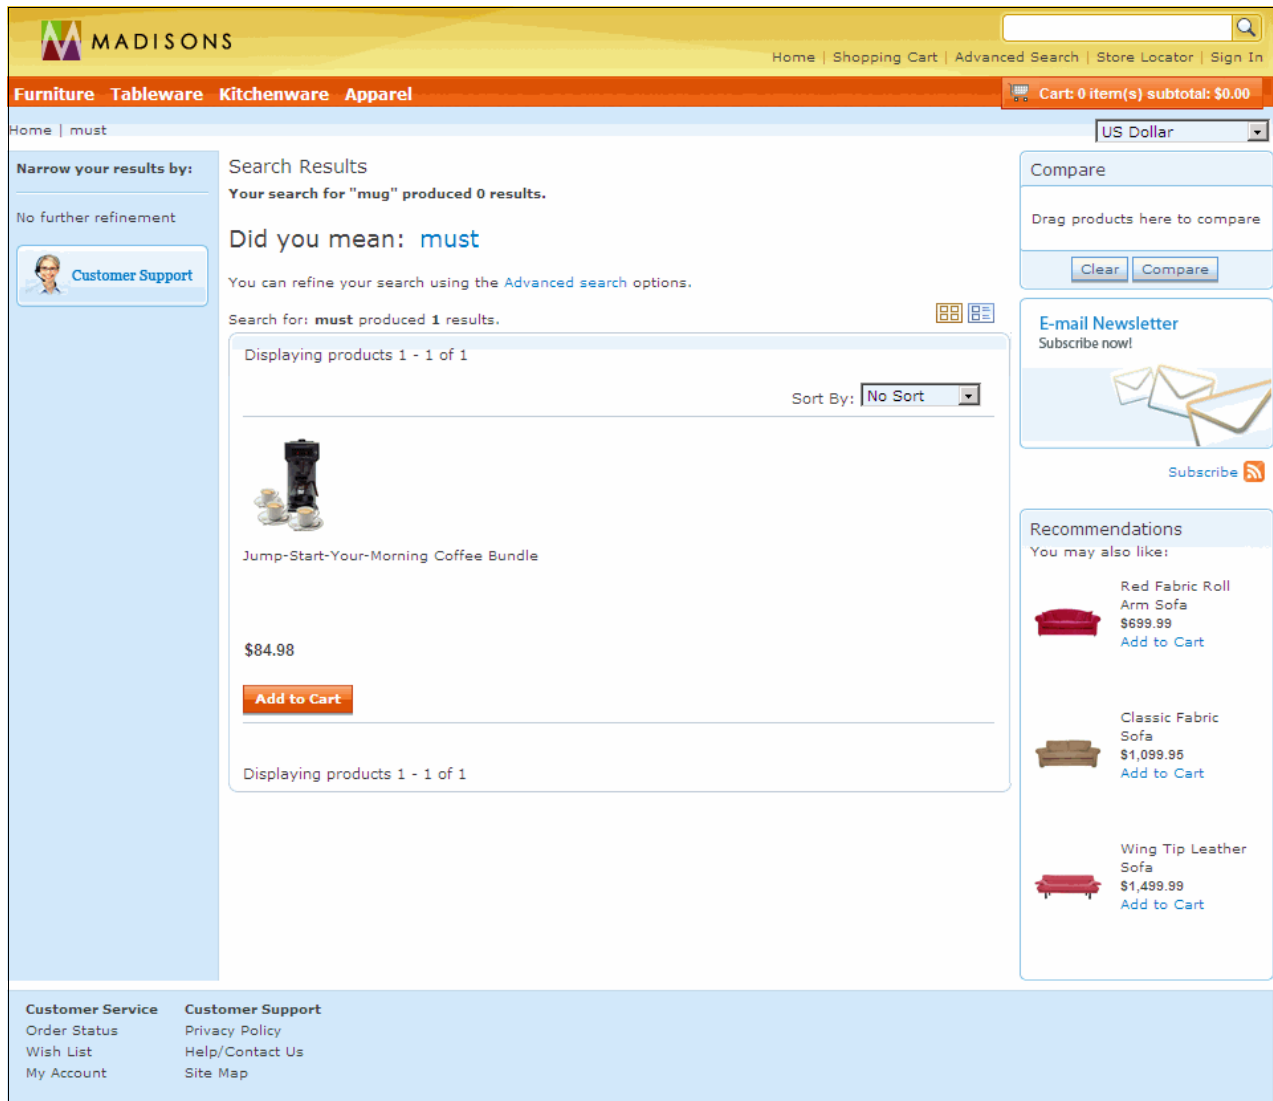 MADISONS
Home | Shopping Cart | Advanced Search | Store Locator | Sign In
Furniture Tableware Kitchenware Apparel
Cart: 0 item(s) subtotal: $0.00
Home | must
US Dollar
Narrow your results by:
No further refinement
Customer Support
Search Results
Your search for "mug" produced 0 results.
Did you mean: must
You can refine your search using the Advanced search options.
Search for: must produced 1 results.
Displaying products 1 - 1 of 1
Sort By: No Sort
Jump-Start-Your-Morning Coffee Bundle
$84.98
Add to Cart
Displaying products 1 - 1 of 1
Compare
Drag products here to compare
Clear Compare
E-mail Newsletter
Subscribe now!
Subscribe
Recommendations
You may also like:
Red Fabric Roll
Arm Sofa
$699.99
Add to Cart
Classic Fabric
Sofa
$1,099.95
Add to Cart
Wing Tip Leather
Sofa
$1,499.99
Add to Cart
Customer Service
Order Status
Wish List
My Account
Customer Support
Privacy Policy
Help/Contact Us
Site Map